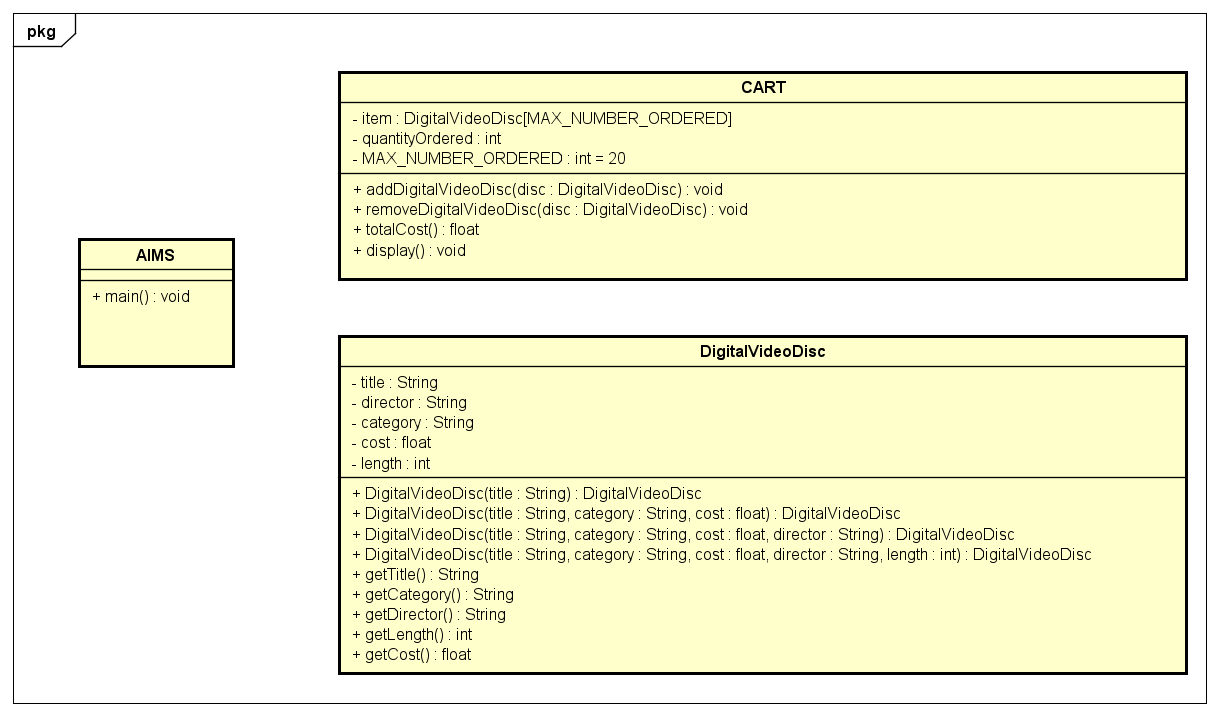 pkg
CART
- item : DigitalVideoDisc[MAX_NUMBER_ORDERED]
- quantityOrdered : int
- MAX_NUMBER_ORDERED : int = 20
+ addDigitalVideoDisc(disc : DigitalVideoDisc) : void
+ removeDigitalVideoDisc(disc : DigitalVideoDisc) : void
+ totalCost() : float
+ display() : void
AIMS
+ main() : void
DigitalVideoDisc
- title : String
- director : String
- category : String
- cost : float
- length : int
+ DigitalVideoDisc(title : String) : DigitalVideoDisc
+ DigitalVideoDisc(title : String, category : String, cost : float) : DigitalVideoDisc
+ DigitalVideoDisc(title : String, category : String, cost : float, director : String) : DigitalVideoDisc
+ DigitalVideoDisc(title : String, category : String, cost : float, director : String, length : int) : DigitalVideoDisc
+ getTitle() : String
+ getCategory() : String
+ getDirector() : String
+ getLength() : int
+ getCost() : float